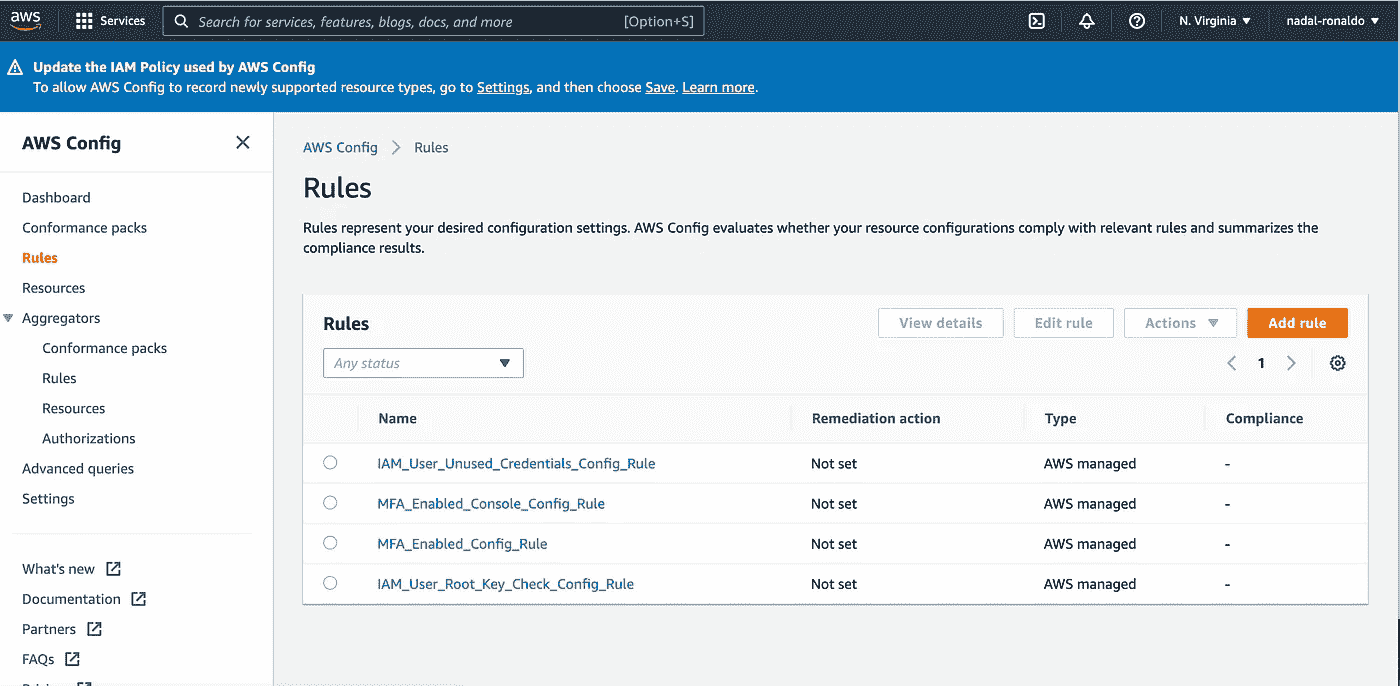 aws
Services
Search for services, features, blogs, docs, and more
[Option+S]
N. Virginia
nadal-ronaldo
Update the IAM Policy used by AWS Config
To allow AWS Config to record newly supported resource types, go to Settings, and then choose Save. Learn more.
AWS Config
Dashboard
Conformance packs
Rules
Resources
Aggregators
Conformance packs
Rules
Resources
Authorizations
Advanced queries
Settings
What's new
Documentation
Partners
FAQs
AWS Config > Rules
Rules
Rules represent your desired configuration settings. AWS Config evaluates whether your resource configurations comply with relevant rules and summarizes the
compliance results.
Rules
View details
Edit rule
Actions
Add rule
Any status
1
Name Remediation action Type Compliance
IAM_User_Unused_Credentials_Config_Rule Not set AWS managed -
MFA_Enabled_Console_Config_Rule Not set AWS managed -
MFA_Enabled_Config_Rule Not set AWS managed -
IAM_User_Root_Key_Check_Config_Rule Not set AWS managed -